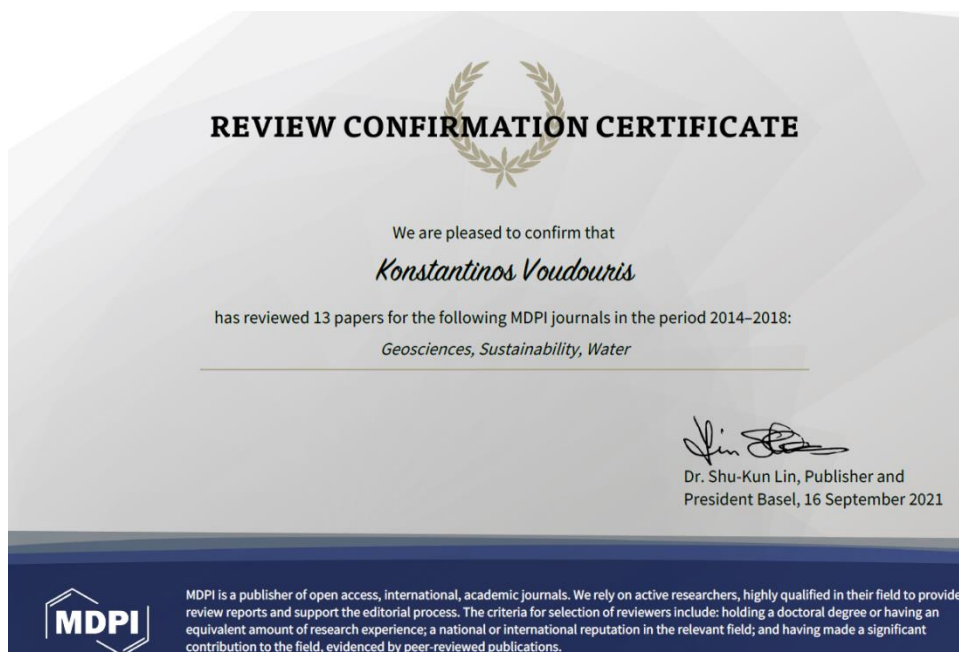 REVIEW CONFIRMATION CERTIFICATE
We are pleased to confirm that
Konstantinos Voudouris
has reviewed 13 papers for the following MDPI journals in the period 2014–2018:
Geosciences, Sustainability, Water
Dr. Shu-Kun Lin, Publisher and
President Basel, 16 September 2021
MDPI
MDPI is a publisher of open access, international, academic journals. We rely on active researchers, highly qualified in their field to provide
review reports and support the editorial process. The criteria for selection of reviewers include: holding a doctoral degree or having an
equivalent amount of research experience; a national or international reputation in the relevant field; and having made a significant
contribution to the field, evidenced by peer-reviewed publications.